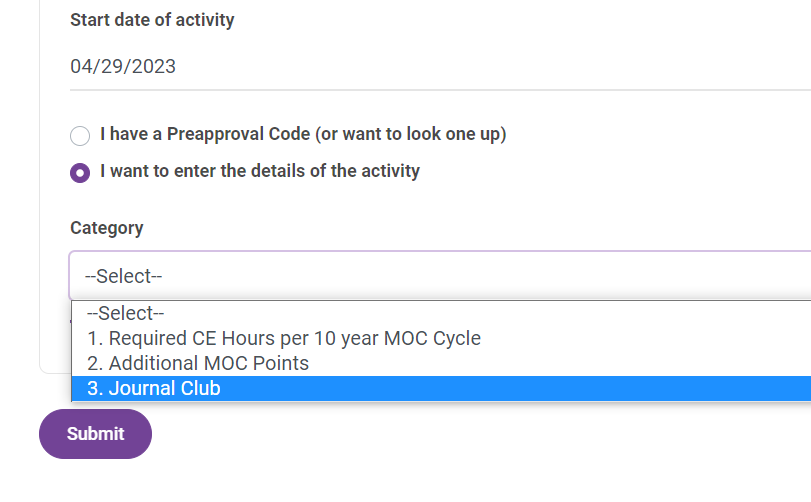 Start date of activity
04/29/2023
I have a Preapproval Code (or want to look one up)
I want to enter the details of the activity
Category
--Select--
--Select--
1. Required CE Hours per 10 year MOC Cycle
2. Additional MOC Points
3. Journal Club
Submit